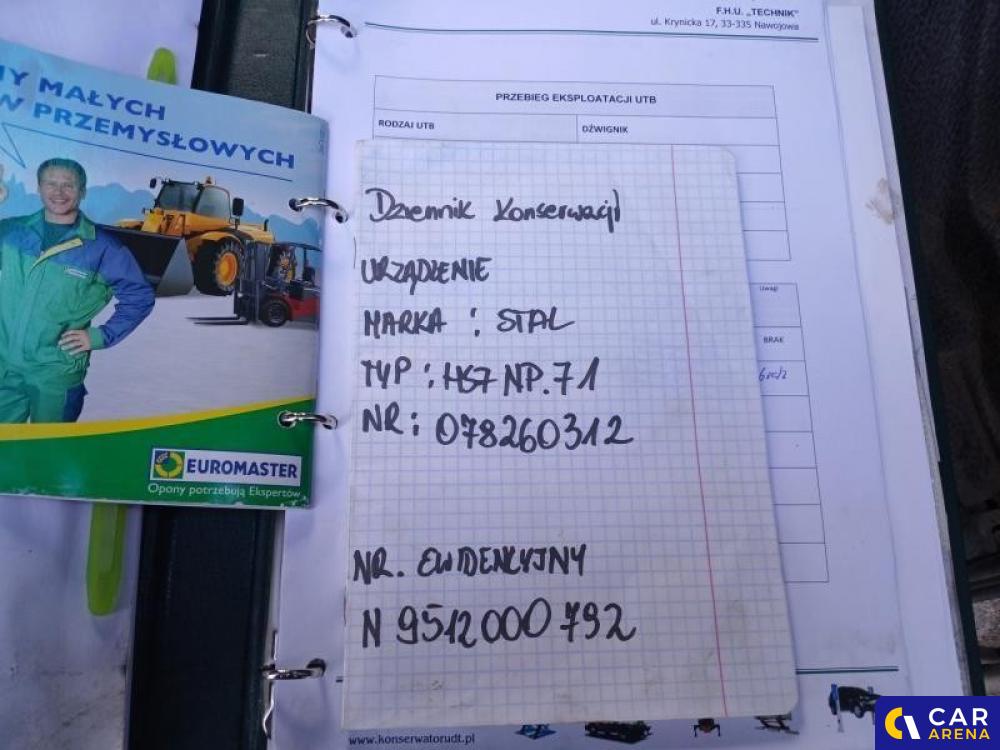 F.H.U. „TECHNIK"
ul. Krynicka 17, 33-335 Nawojowa
PRZEBIEG EKSPLOATACJI UTB
RODZAJ UTB
DŹWIGNIK
Y MAŁYCH
W PRZEMYSŁOWYCH
EUROMASTER
Opony potrzebują Ekspertów
Dziennik Konserwacji
URZĄDZENIE
MARKA : STAL
TYP : HS7 NP.71
NR : 078260312
NR. EWIDENCYJNY
N 9512000792
Uwagi
BRAK
www.konserwatorudt.pl
CAR
ARENA